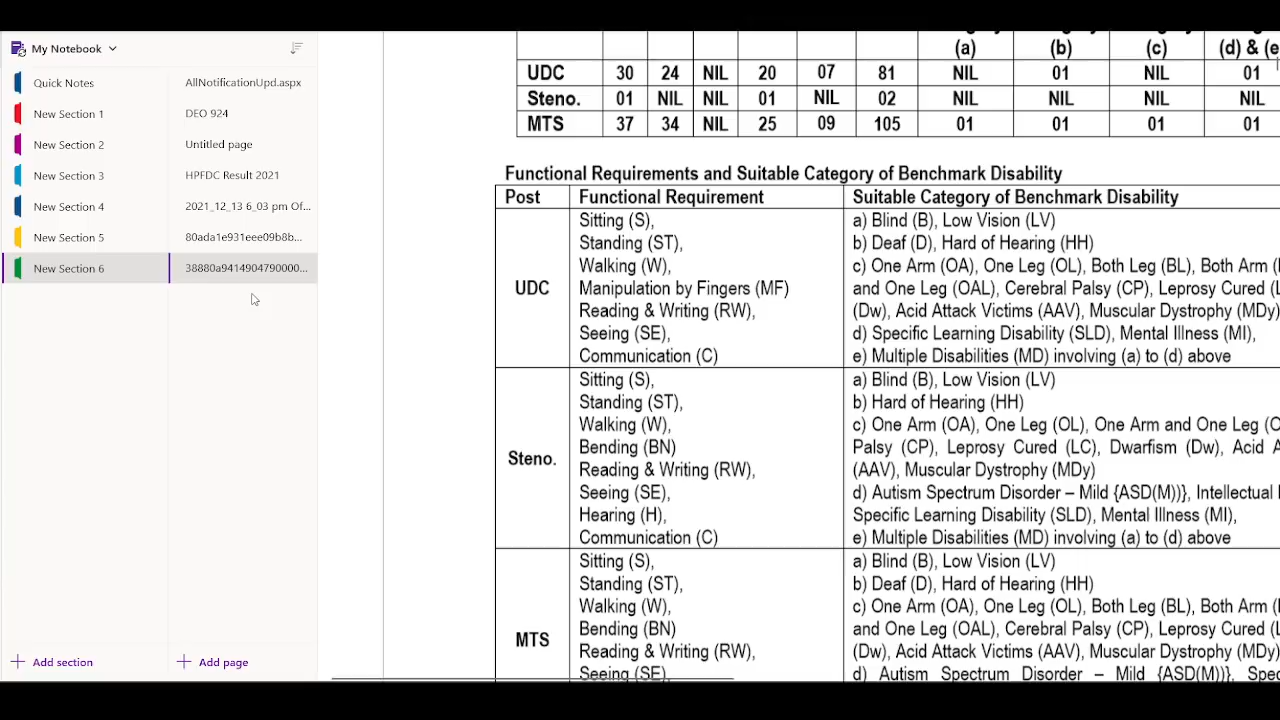 My Notebook
Quick Notes
New Section 1
New Section 2
New Section 3
New Section 4
New Section 5
New Section 6
Add section
AllNotificationUpd.aspx
DEO 924
Untitled page
HPFDC Result 2021
2021_12_13 6_03 pm Of...
80ada1e931eee09b8b...
38880a9414904790000...
Add page
(a) (b) (c) (d) & (e
UDC 30 24 NIL 20 07 81 NIL 01 NIL 01
Steno. 01 NIL NIL 01 NIL 02 NIL NIL NIL NIL
MTS 37 34 NIL 25 09 105 01 01 01 01
Functional Requirements and Suitable Category of Benchmark Disability
Post Functional Requirement Suitable Category of Benchmark Disability
UDC
Sitting (S),
Standing (ST),
Walking (W),
Manipulation by Fingers (MF)
Reading & Writing (RW),
Seeing (SE),
Communication (C)
a) Blind (B), Low Vision (LV)
b) Deaf (D), Hard of Hearing (HH)
c) One Arm (OA), One Leg (OL), Both Leg (BL), Both Arm
and One Leg (OAL), Cerebral Palsy (CP), Leprosy Cured
(Dw), Acid Attack Victims (AAV), Muscular Dystrophy (MDy)
d) Specific Learning Disability (SLD), Mental Illness (MI),
e) Multiple Disabilities (MD) involving (a) to (d) above
Steno.
Sitting (S),
Standing (ST),
Walking (W),
Bending (BN)
Reading & Writing (RW),
Seeing (SE),
Hearing (H),
Communication (C)
a) Blind (B), Low Vision (LV)
b) Hard of Hearing (HH)
c) One Arm (OA), One Leg (OL), One Arm and One Leg
Palsy (CP), Leprosy Cured (LC), Dwarfism (Dw), Acid
(AAV), Muscular Dystrophy (MDy)
d) Autism Spectrum Disorder – Mild {ASD(M))}, Intellectual
Specific Learning Disability (SLD), Mental Illness (MI),
e) Multiple Disabilities (MD) involving (a) to (d) above
MTS
Sitting (S),
Standing (ST),
Walking (W),
Bending (BN)
Reading & Writing (RW),
Seeing (SE),
a) Blind (B), Low Vision (LV)
b) Deaf (D), Hard of Hearing (HH)
c) One Arm (OA), One Leg (OL), Both Leg (BL), Both Arm
and One Leg (OAL), Cerebral Palsy (CP), Leprosy Cured
(Dw), Acid Attack Victims (AAV), Muscular Dystrophy (MDy)
d) Autism Spectrum Disorder – Mild {ASD(M))},